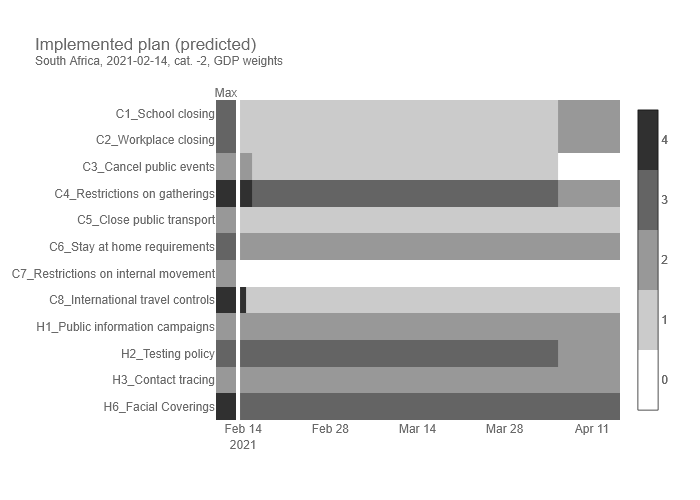 Implemented plan (predicted)
South Africa, 2021-02-14, cat. -2, GDP weights
Max
C1_School closing
C2_Workplace closing
C3_Cancel public events
C4_Restrictions on gatherings
C5_Close public transport
C6_Stay at home requirements
C7_Restrictions on internal movement
C8_International travel controls
H1_Public information campaigns
H2_Testing policy
H3_Contact tracing
H6_Facial Coverings
4
3
2
1
0
Feb 14 Feb 28 Mar 14 Mar 28 Apr 11
2021